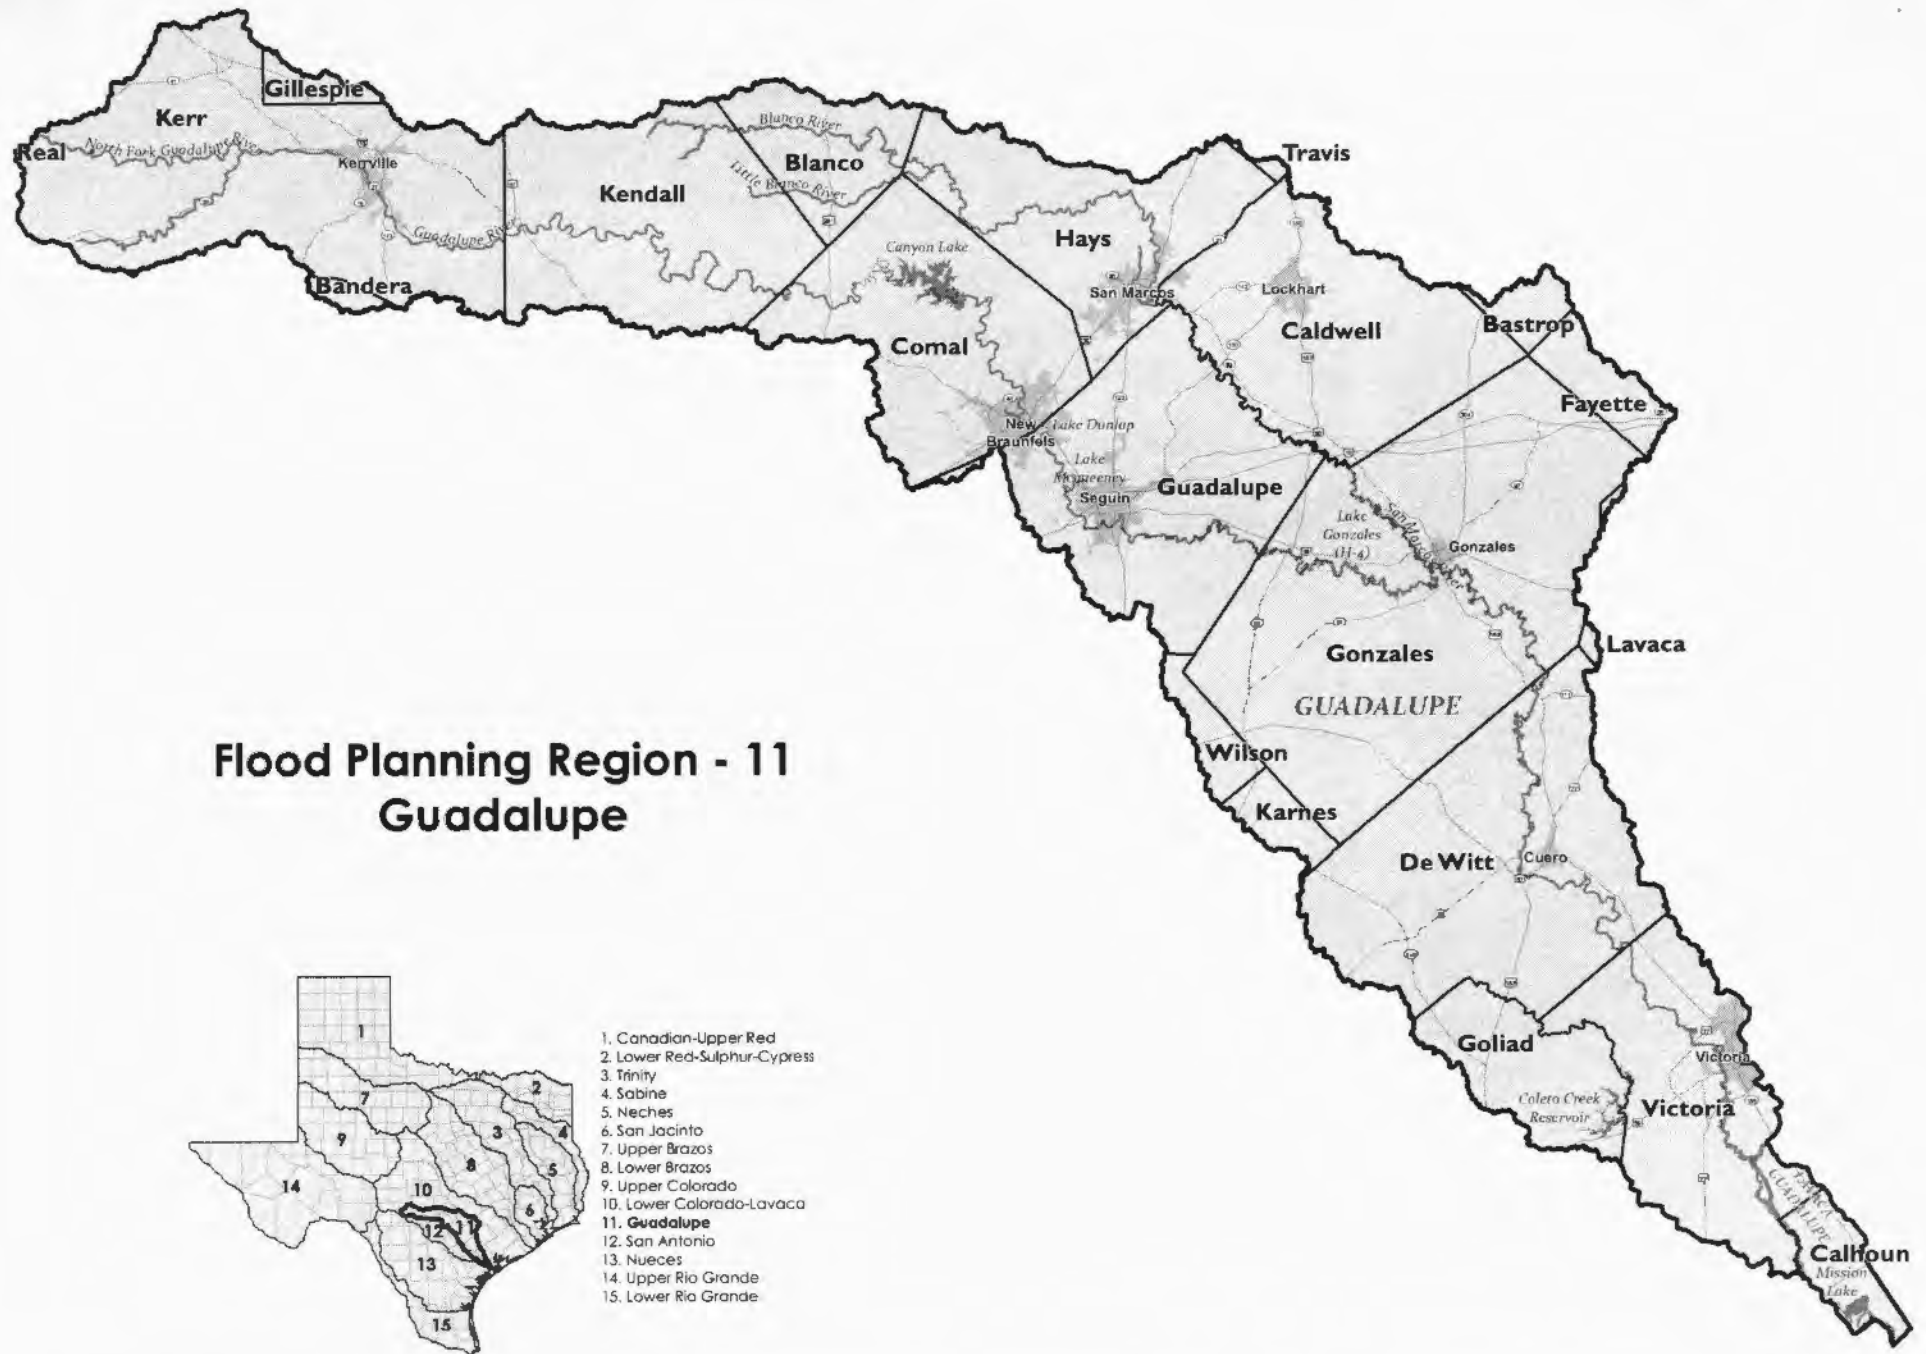 Gillespie
Kerr
Real
North Fork Guadalupe River
Kerrville
Guadalupe River
Bandera
Kendall
Blanco River
Blanco
Little Blanco River
Travis
Hays
Canyon Lake
San Marcos
Lockhart
Caldwell
Bastrop
Comal
Fayette
New
Braunfels
Lake Dunlap
Lake
Mcqueeney
Seguin
Guadalupe
Lake
Gonzales
(H-4)
San Marcos River
Gonzales
Lavaca
Gonzales
GUADALUPE
Wilson
Karnes
De Witt
Cuero
Goliad
Victoria
Coleto Creek
Reservoir
Victoria
GUADALUPE
Calhoun
Mission
Lake
Flood Planning Region - 11
Guadalupe
1
2
3
4
5
6
7
8
9
10
11
12
13
14
15
1. Canadian-Upper Red
2. Lower Red-Sulphur-Cypress
3. Trinity
4. Sabine
5. Neches
6. San Jacinto
7. Upper Brazos
8. Lower Brazos
9. Upper Colorado
10. Lower Colorado-Lavaca
11. Guadalupe
12. San Antonio
13. Nueces
14. Upper Rio Grande
15. Lower Rio Grande